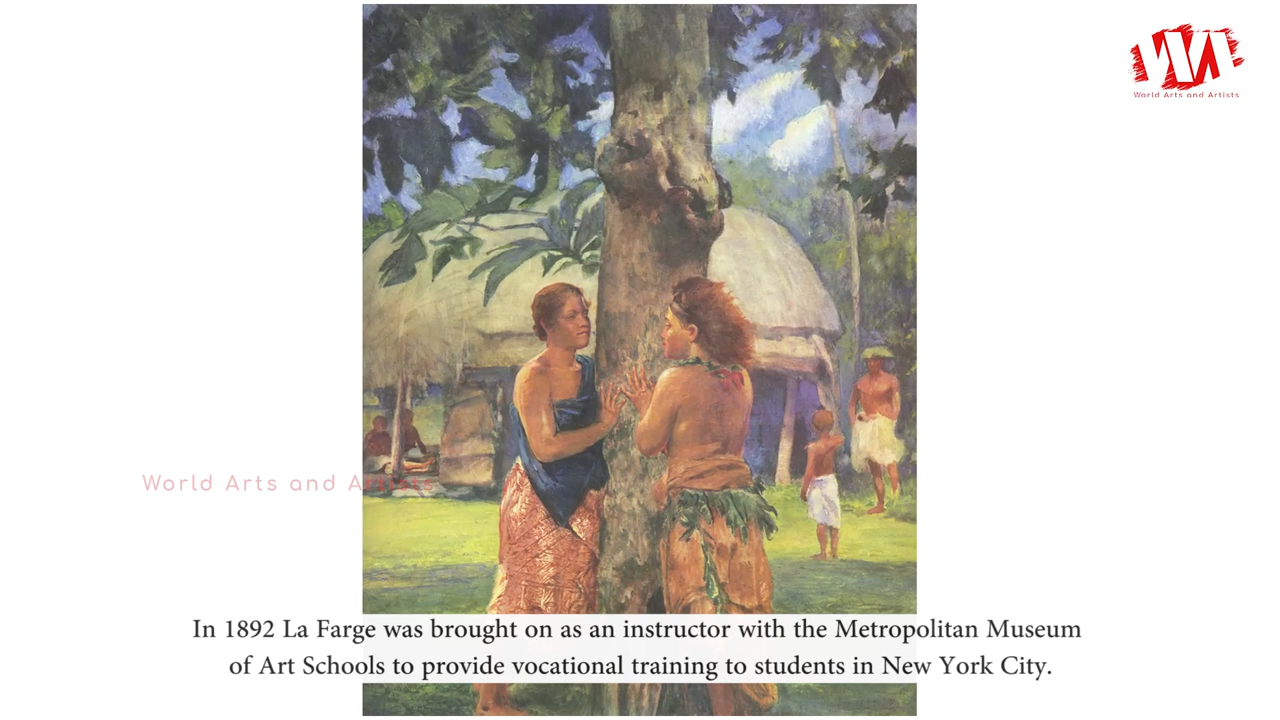 World Arts and Artists
World Arts and Artists
In 1892 La Farge was brought on as an instructor with the Metropolitan Museum
of Art Schools to provide vocational training to students in New York City.